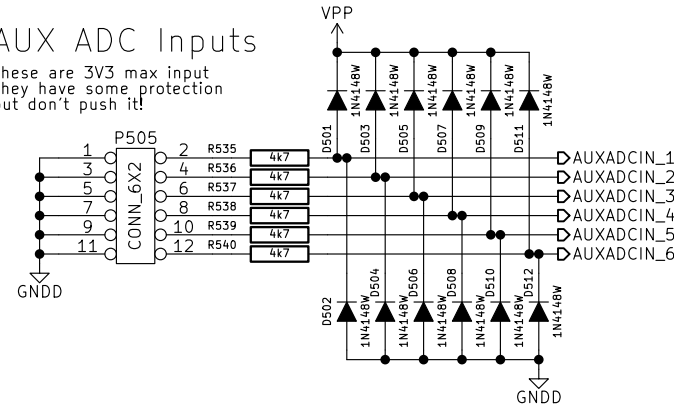 VPP
AUX ADC Inputs
hese are 3V3 max input
hey have some protection
ut don't push it!
1N4148W 1N4148W 1N4148W 1N4148W 1N4148W 1N4148W
D501 D503 D505 D507 D509 D511
P505
CONN_6X2
1 2 R535 4k7 AUXADCIN_1
3 4 R536 4k7 AUXADCIN_2
5 6 R537 4k7 AUXADCIN_3
7 8 R538 4k7 AUXADCIN_4
9 10 R539 4k7 AUXADCIN_5
11 12 R540 4k7 AUXADCIN_6
GNDD
D502 D504 D506 D508 D510 D512
1N4148W 1N4148W 1N4148W 1N4148W 1N4148W 1N4148W
GNDD